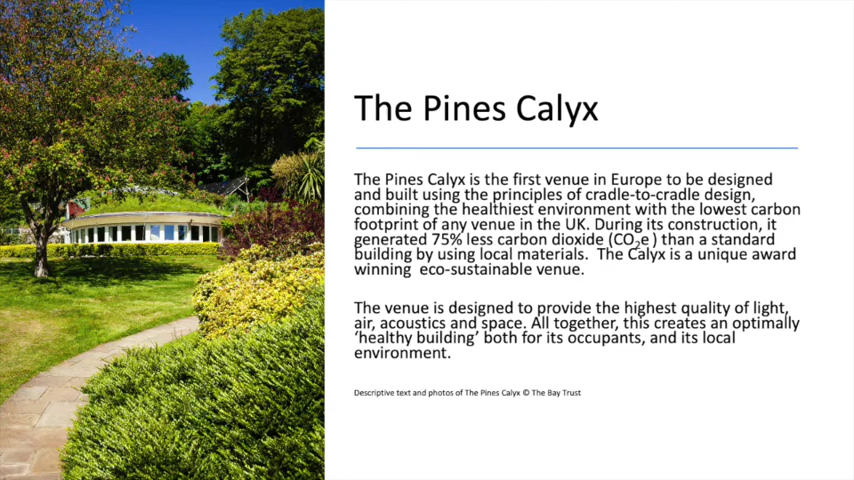 The Pines Calyx
The Pines Calyx is the first venue in Europe to be designed
and built using the principles of cradle-to-cradle design,
combining the healthiest environment with the lowest carbon
footprint of any venue in the UK. During its construction, it
generated 75% less carbon dioxide (CO₂e ) than a standard
building by using local materials.  The Calyx is a unique award
winning  eco-sustainable venue.
The venue is designed to provide the highest quality of light,
air, acoustics and space. All together, this creates an optimally
‘healthy building’ both for its occupants, and its local
environment.
Descriptive text and photos of The Pines Calyx © The Bay Trust